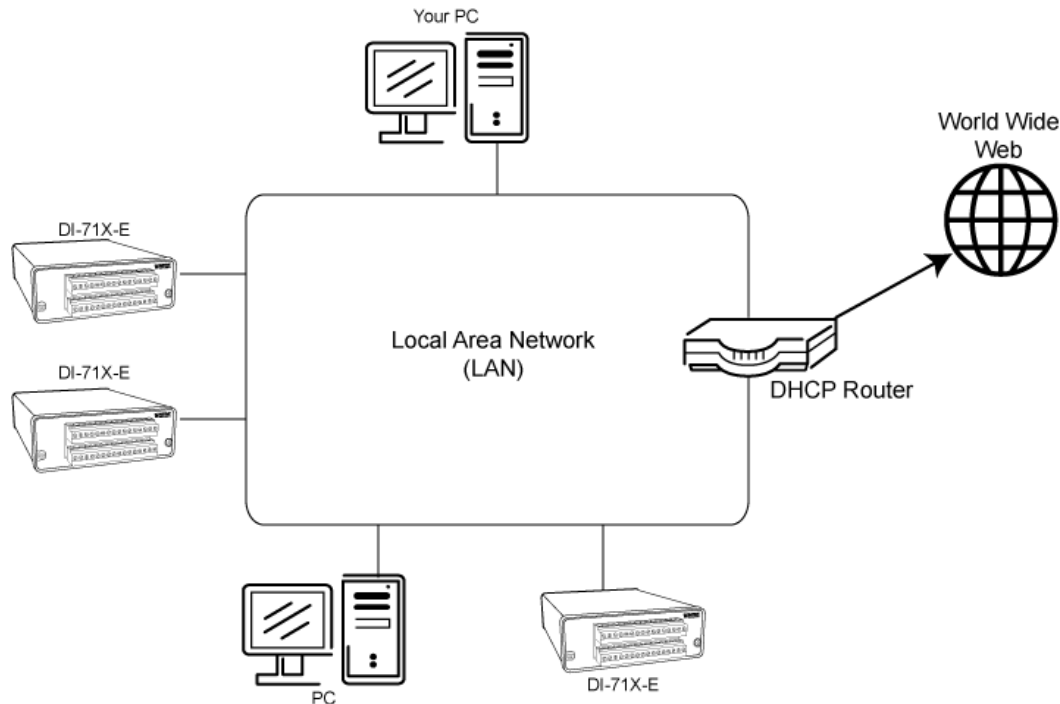 Your PC
World Wide
Web
DI-71X-E
Local Area Network
(LAN)
DI-71X-E
DHCP Router
PC
DI-71X-E